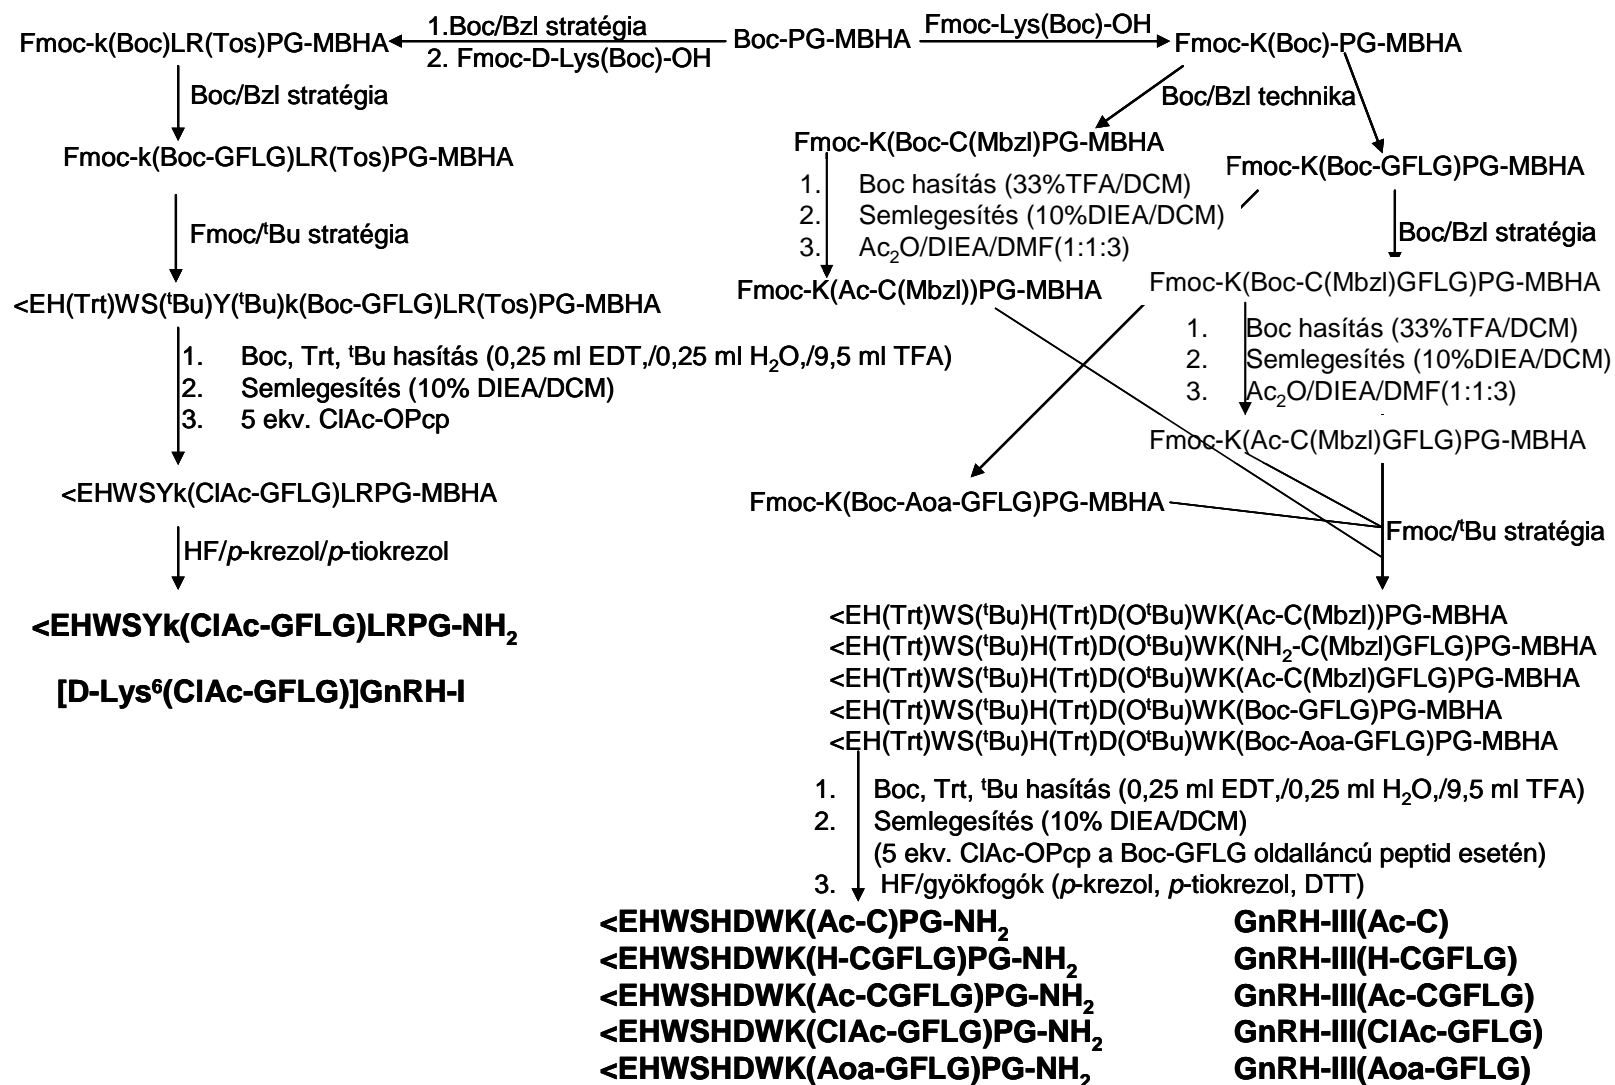 Fmoc-k(Boc)LR(Tos)PG-MBHA
1.Boc/Bzl stratégia
2. Fmoc-D-Lys(Boc)-OH
Boc-PG-MBHA
Fmoc-Lys(Boc)-OH
Fmoc-K(Boc)-PG-MBHA
Boc/Bzl stratégia
Boc/Bzl technika
Fmoc-k(Boc-GFLG)LR(Tos)PG-MBHA
Fmoc-K(Boc-C(Mbzl)PG-MBHA
Fmoc-K(Boc-GFLG)PG-MBHA
1. Boc hasítás (33%TFA/DCM)
2. Semlegesítés (10%DIEA/DCM)
3. Ac₂O/DIEA/DMF(1:1:3)
Boc/Bzl stratégia
Fmoc/ᵗBu stratégia
Fmoc-K(Ac-C(Mbzl))PG-MBHA
Fmoc-K(Boc-C(Mbzl)GFLG)PG-MBHA
<EH(Trt)WS(ᵗBu)Y(ᵗBu)k(Boc-GFLG)LR(Tos)PG-MBHA
1. Boc hasítás (33%TFA/DCM)
2. Semlegesítés (10%DIEA/DCM)
3. Ac₂O/DIEA/DMF(1:1:3)
1. Boc, Trt, ᵗBu hasítás (0,25 ml EDT,/0,25 ml H₂O,/9,5 ml TFA)
2. Semlegesítés (10% DIEA/DCM)
3. 5 ekv. ClAc-OPcp
Fmoc-K(Ac-C(Mbzl)GFLG)PG-MBHA
<EHWSYk(ClAc-GFLG)LRPG-MBHA
Fmoc-K(Boc-Aoa-GFLG)PG-MBHA
Fmoc/ᵗBu stratégia
HF/p-krezol/p-tiokrezol
<EHWSYk(ClAc-GFLG)LRPG-NH₂
[D-Lys⁶(ClAc-GFLG)]GnRH-I
<EH(Trt)WS(ᵗBu)H(Trt)D(OᵗBu)WK(Ac-C(Mbzl))PG-MBHA
<EH(Trt)WS(ᵗBu)H(Trt)D(OᵗBu)WK(NH₂-C(Mbzl)GFLG)PG-MBHA
<EH(Trt)WS(ᵗBu)H(Trt)D(OᵗBu)WK(Ac-C(Mbzl)GFLG)PG-MBHA
<EH(Trt)WS(ᵗBu)H(Trt)D(OᵗBu)WK(Boc-GFLG)PG-MBHA
<EH(Trt)WS(ᵗBu)H(Trt)D(OᵗBu)WK(Boc-Aoa-GFLG)PG-MBHA
1. Boc, Trt, ᵗBu hasítás (0,25 ml EDT,/0,25 ml H₂O,/9,5 ml TFA)
2. Semlegesítés (10% DIEA/DCM)
(5 ekv. ClAc-OPcp a Boc-GFLG oldalláncú peptid esetén)
3. HF/gyökfogók (p-krezol, p-tiokrezol, DTT)
<EHWSHDWK(Ac-C)PG-NH₂ GnRH-III(Ac-C)
<EHWSHDWK(H-CGFLG)PG-NH₂ GnRH-III(H-CGFLG)
<EHWSHDWK(Ac-CGFLG)PG-NH₂ GnRH-III(Ac-CGFLG)
<EHWSHDWK(ClAc-GFLG)PG-NH₂ GnRH-III(ClAc-GFLG)
<EHWSHDWK(Aoa-GFLG)PG-NH₂ GnRH-III(Aoa-GFLG)